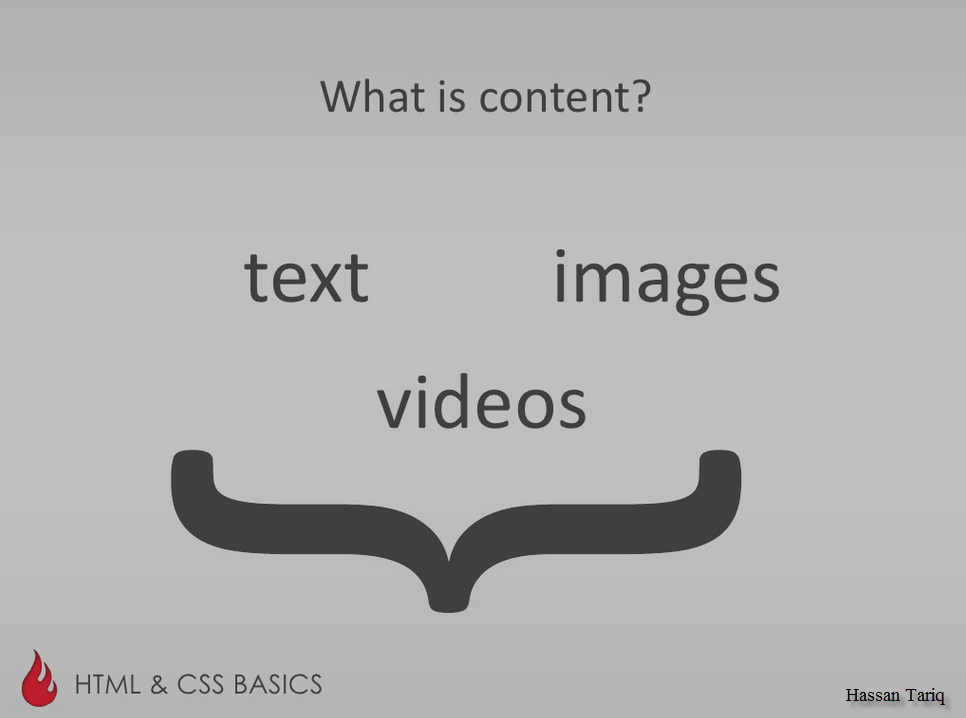 What is content?
text images
videos
HTML & CSS BASICS
Hassan Tariq